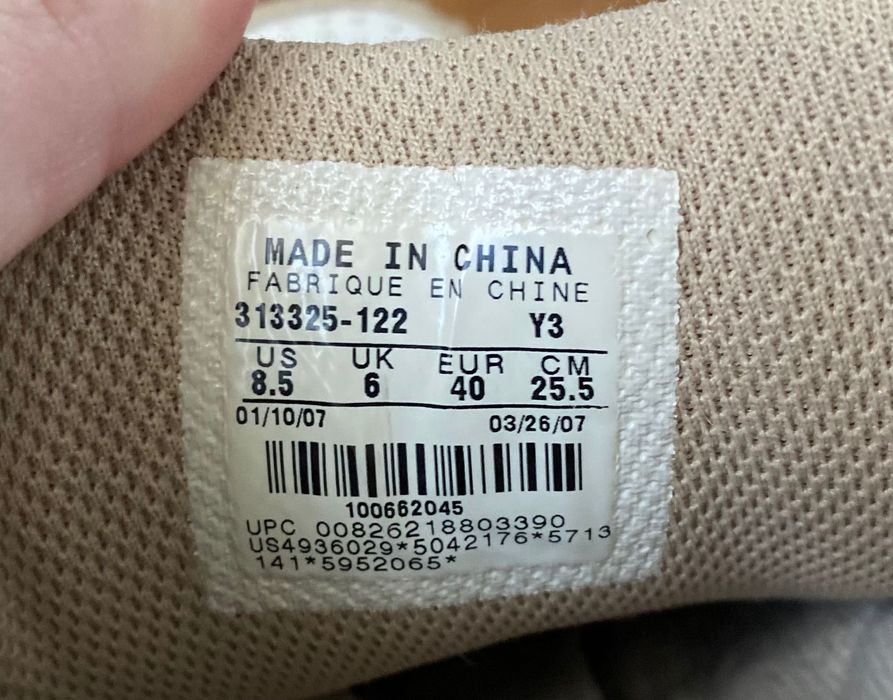 MADE IN CHINA
FABRIQUE EN CHINE
313325-122 Y3
US UK EUR CM
8.5 6 40 25.5
01/10/07 03/26/07
100662045
UPC 00826218803390
US4936029*5042176*5713
141*5952065*